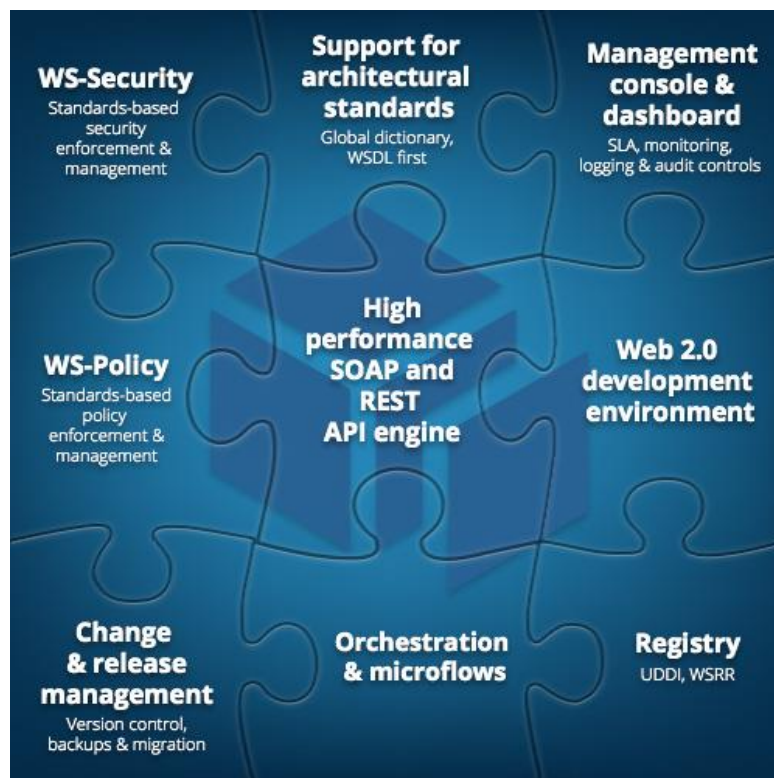 WS-Security
Standards-based
security
enforcement &
management
Support for
architectural
standards
Global dictionary,
WSDL first
Management
console &
dashboard
SLA, monitoring,
logging & audit controls
WS-Policy
Standards-based
policy
enforcement &
management
High
performance
SOAP and
REST
API engine
Web 2.0
development
environment
Change
& release
management
Version control,
backups & migration
Orchestration
& microflows
Registry
UDDI, WSRR